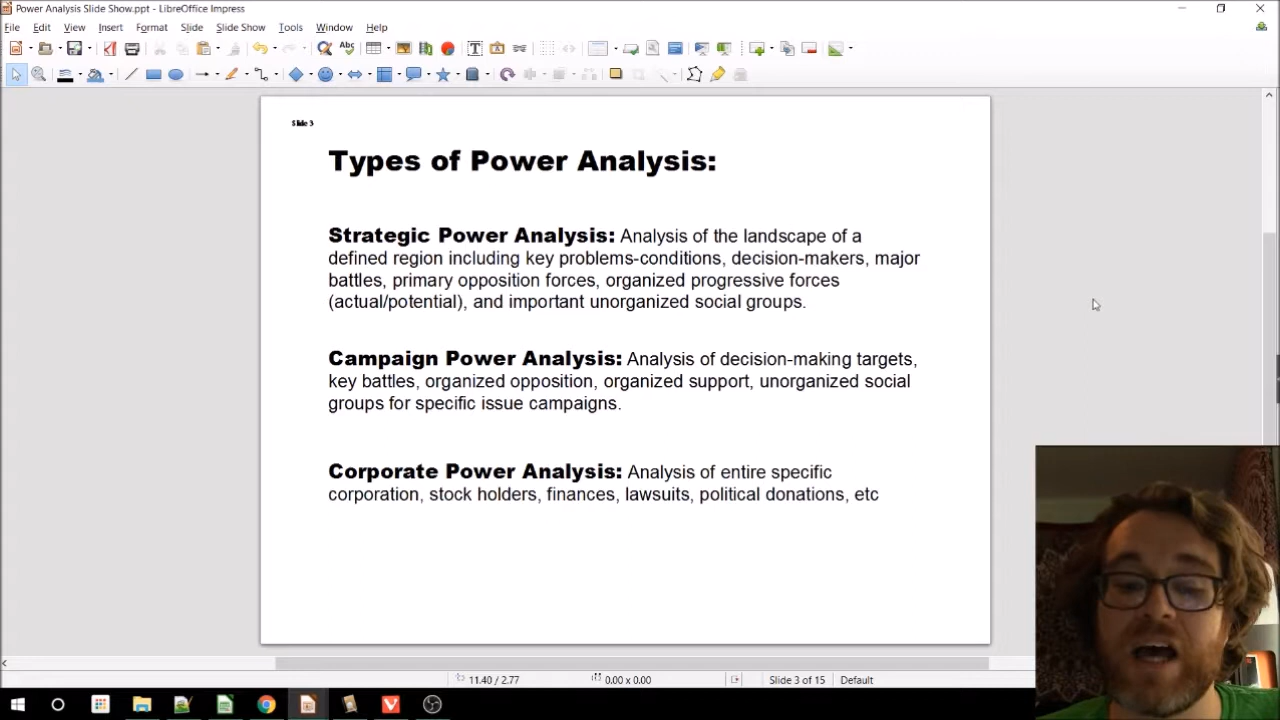 Power Analysis Slide Show.ppt - LibreOffice Impress
File Edit View Insert Format Slide Slide Show Tools Window Help
Slide 3
Types of Power Analysis:
Strategic Power Analysis: Analysis of the landscape of a
defined region including key problems-conditions, decision-makers, major
battles, primary opposition forces, organized progressive forces
(actual/potential), and important unorganized social groups.
Campaign Power Analysis: Analysis of decision-making targets,
key battles, organized opposition, organized support, unorganized social
groups for specific issue campaigns.
Corporate Power Analysis: Analysis of entire specific
corporation, stock holders, finances, lawsuits, political donations, etc
11.40 / 2.77 0.00 x 0.00 Slide 3 of 15 Default